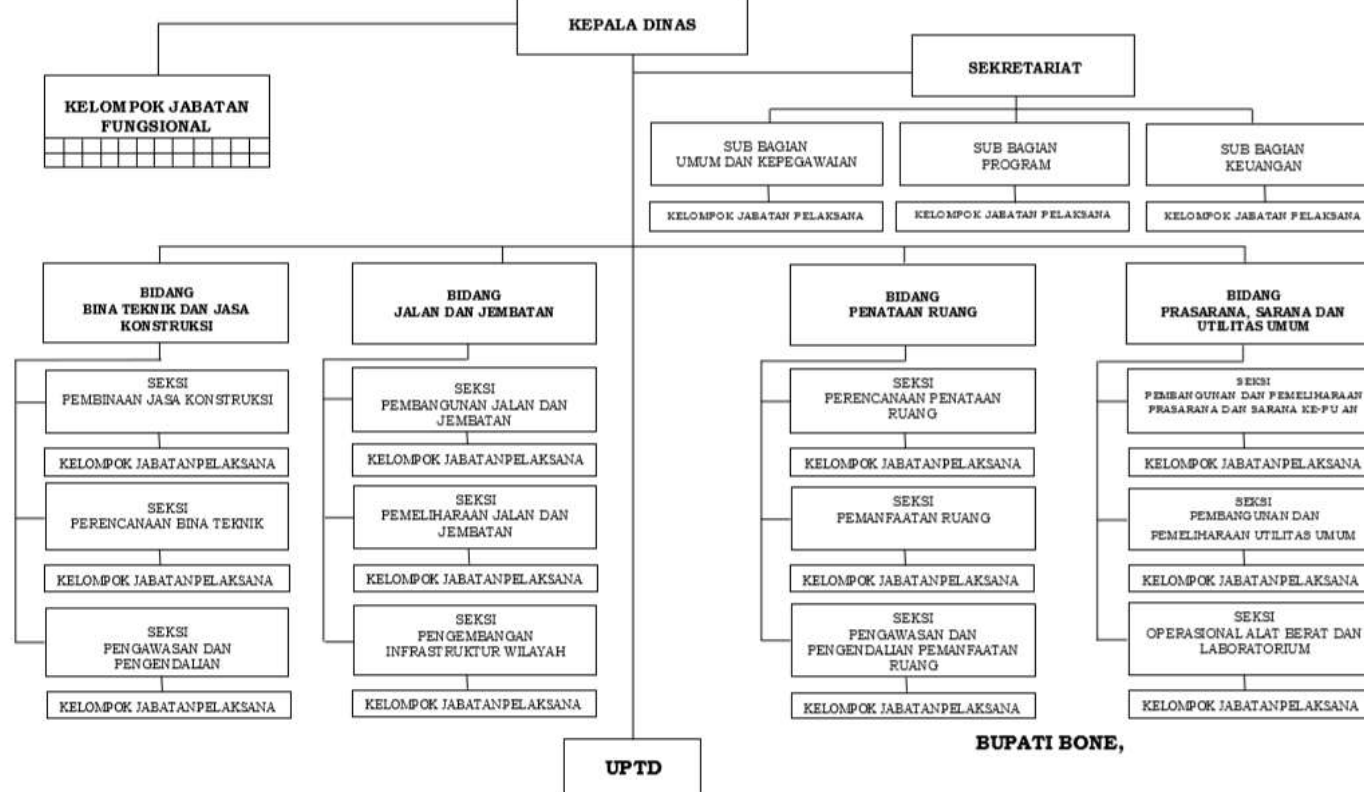 KEPALA DINAS
SEKRETARIAT
KELOMPOK JABATAN
FUNGSIONAL
SUB BAGIAN
UMUM DAN KEPEGAWAIAN
SUB BAGIAN
PROGRAM
SUB BAGIAN
KEUANGAN
KELOMPOK JABATAN PELAKSANA
KELOMPOK JABATAN PELAKSANA
KELOMPOK JABATAN PELAKSANA
BIDANG
BINA TEKNIK DAN JASA
KONSTRUKSI
BIDANG
JALAN DAN JEMBATAN
BIDANG
PENATAAN RUANG
BIDANG
PRASARANA, SARANA DAN
UTILITAS UMUM
SEKSI
PEMBINAAN JASA KONSTRUKSI
KELOMPOK JABATANPELAKSANA
SEKSI
PERENCANAAN BINA TEKNIK
KELOMPOK JABATANPELAKSANA
SEKSI
PENGAWASAN DAN
PENGENDALIAN
KELOMPOK JABATANPELAKSANA
SEKSI
PEMBANGUNAN JALAN DAN
JEMBATAN
KELOMPOK JABATANPELAKSANA
SEKSI
PEMELIHARAAN JALAN DAN
JEMBATAN
KELOMPOK JABATANPELAKSANA
SEKSI
PENGEMBANGAN
INFRASTRUKTUR WILAYAH
KELOMPOK JABATANPELAKSANA
SEKSI
PERENCANAAN PENATAAN
RUANG
KELOMPOK JABATANPELAKSANA
SEKSI
PEMANFAATAN RUANG
KELOMPOK JABATANPELAKSANA
SEKSI
PENGAWASAN DAN
PENGENDALIAN PEMANFAATAN
RUANG
KELOMPOK JABATANPELAKSANA
SEKSI
PEMBANGUNAN DAN PEMELIHARAAN
PRASARANA DAN SARANA KE-PU AN
KELOMPOK JABATANPELAKSANA
SEKSI
PEMBANGUNAN DAN
PEMELIHARAAN UTILITAS UMUM
KELOMPOK JABATANPELAKSANA
SEKSI
OPERASIONAL ALAT BERAT DAN
LABORATORIUM
KELOMPOK JABATANPELAKSANA
UPTD
BUPATI BONE,